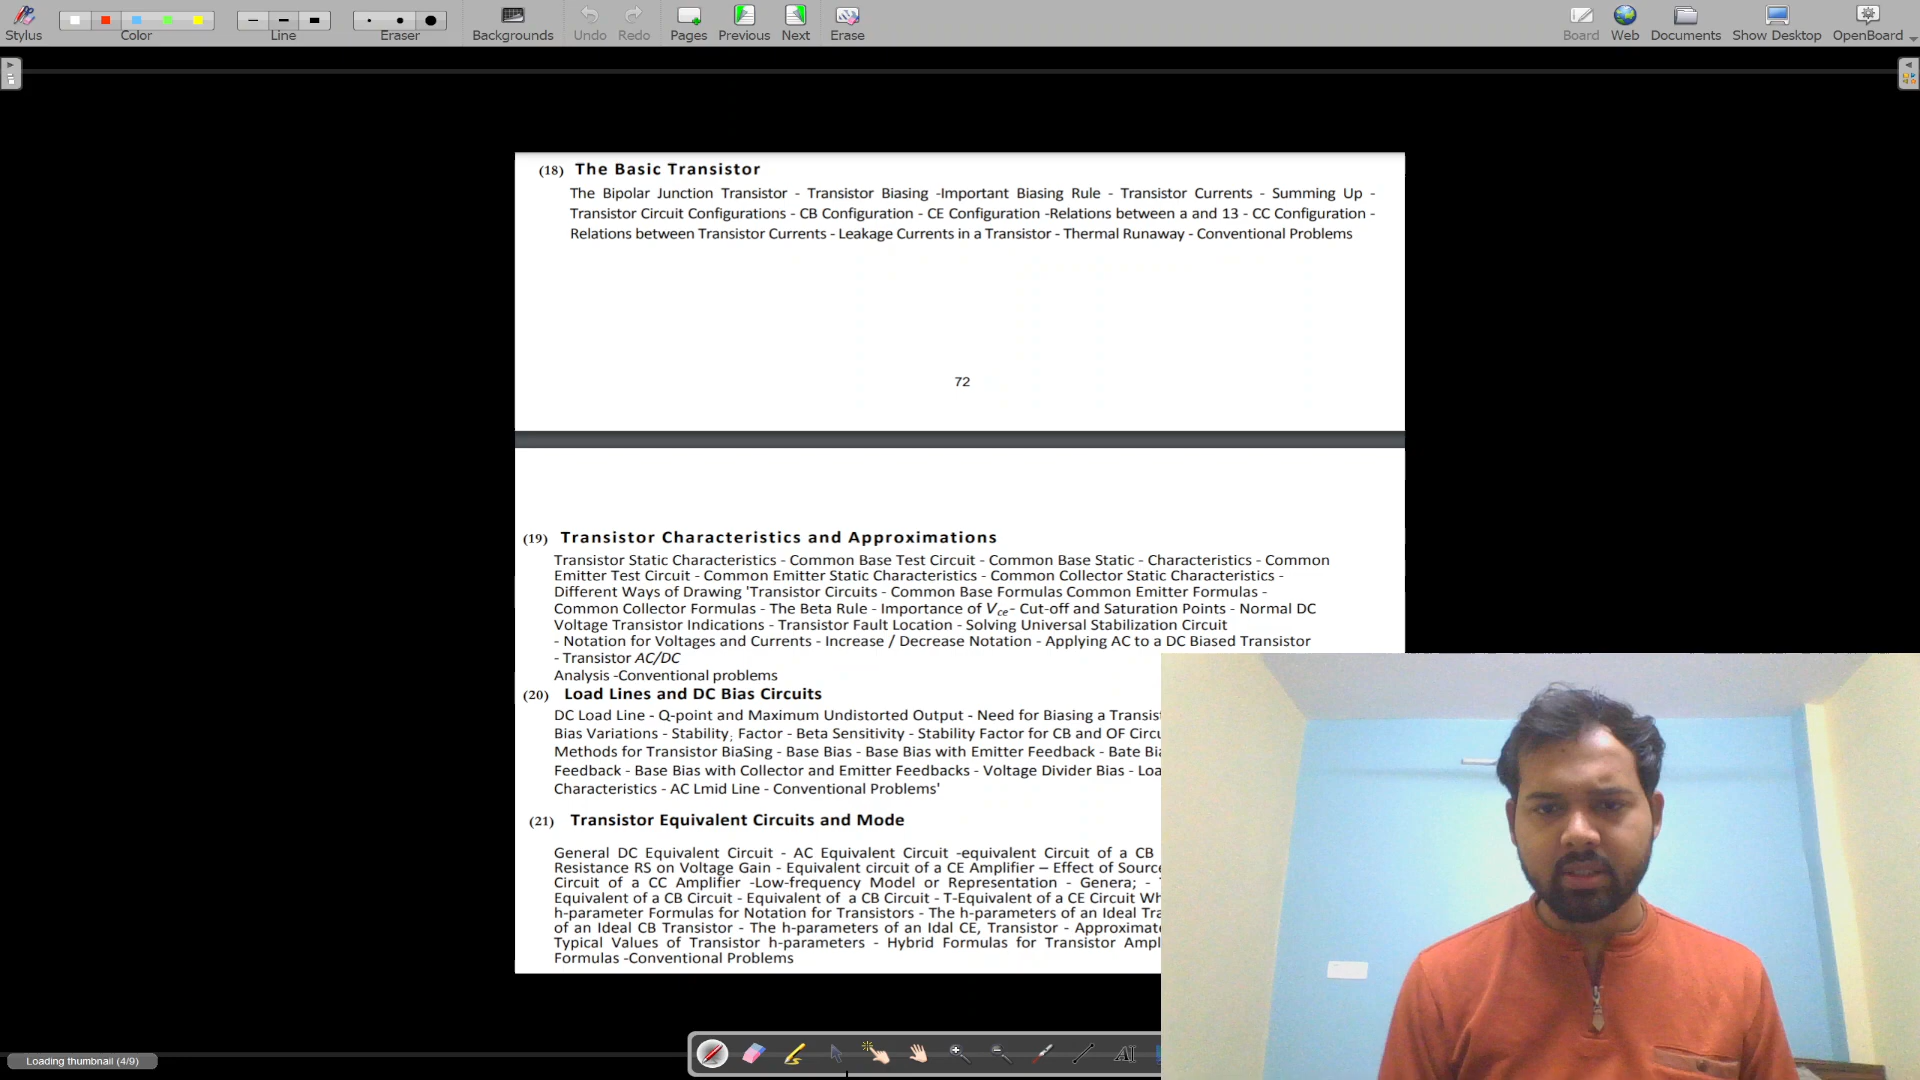 Stylus
Color
Line
Eraser
Backgrounds
Undo
Redo
Pages
Previous
Next
Erase
Board
Web
Documents
Show Desktop
OpenBoard
(18) The Basic Transistor
The Bipolar Junction Transistor - Transistor Biasing -Important Biasing Rule - Transistor Currents - Summing Up -
Transistor Circuit Configurations - CB Configuration - CE Configuration -Relations between a and 13 - CC Configuration -
Relations between Transistor Currents - Leakage Currents in a Transistor - Thermal Runaway - Conventional Problems
72
(19) Transistor Characteristics and Approximations
Transistor Static Characteristics - Common Base Test Circuit - Common Base Static - Characteristics - Common
Emitter Test Circuit - Common Emitter Static Characteristics - Common Collector Static Characteristics -
Different Ways of Drawing 'Transistor Circuits - Common Base Formulas Common Emitter Formulas -
Common Collector Formulas - The Beta Rule - Importance of Vce- Cut-off and Saturation Points - Normal DC
Voltage Transistor Indications - Transistor Fault Location - Solving Universal Stabilization Circuit
- Notation for Voltages and Currents - Increase / Decrease Notation - Applying AC to a DC Biased Transistor
- Transistor AC/DC
Analysis -Conventional problems
(20) Load Lines and DC Bias Circuits
DC Load Line - Q-point and Maximum Undistorted Output - Need for Biasing a Transis
Bias Variations - Stability; Factor - Beta Sensitivity - Stability Factor for CB and OF Circu
Methods for Transistor BiaSing - Base Bias - Base Bias with Emitter Feedback - Bate Bi
Feedback - Base Bias with Collector and Emitter Feedbacks - Voltage Divider Bias - Loa
Characteristics - AC Lmid Line - Conventional Problems'
(21) Transistor Equivalent Circuits and Mode
General DC Equivalent Circuit - AC Equivalent Circuit -equivalent Circuit of a CB
Resistance RS on Voltage Gain - Equivalent circuit of a CE Amplifier – Effect of Source
Circuit of a CC Amplifier -Low-frequency Model or Representation - Genera; -
Equivalent of a CB Circuit - Equivalent of a CB Circuit - T-Equivalent of a CE Circuit Wh
h-parameter Formulas for Notation for Transistors - The h-parameters of an Ideal Tra
of an Ideal CB Transistor - The h-parameters of an Idal CE, Transistor - Approximate
Typical Values of Transistor h-parameters - Hybrid Formulas for Transistor Ampl
Formulas -Conventional Problems
Loading thumbnail (4/9)